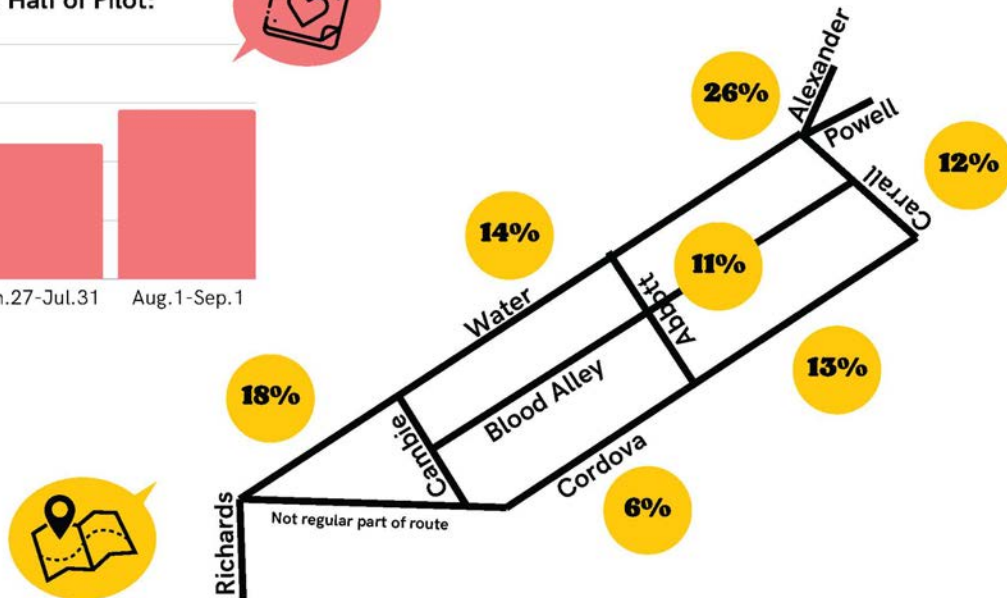 Half of Pilot:
n.27-Jul.31
Aug.1-Sep.1
26%
Alexander
Powell
12%
Carrall
14%
11%
Abbott
Water
13%
18%
Blood Alley
Cambie
Cordova
6%
Not regular part of route
Richards